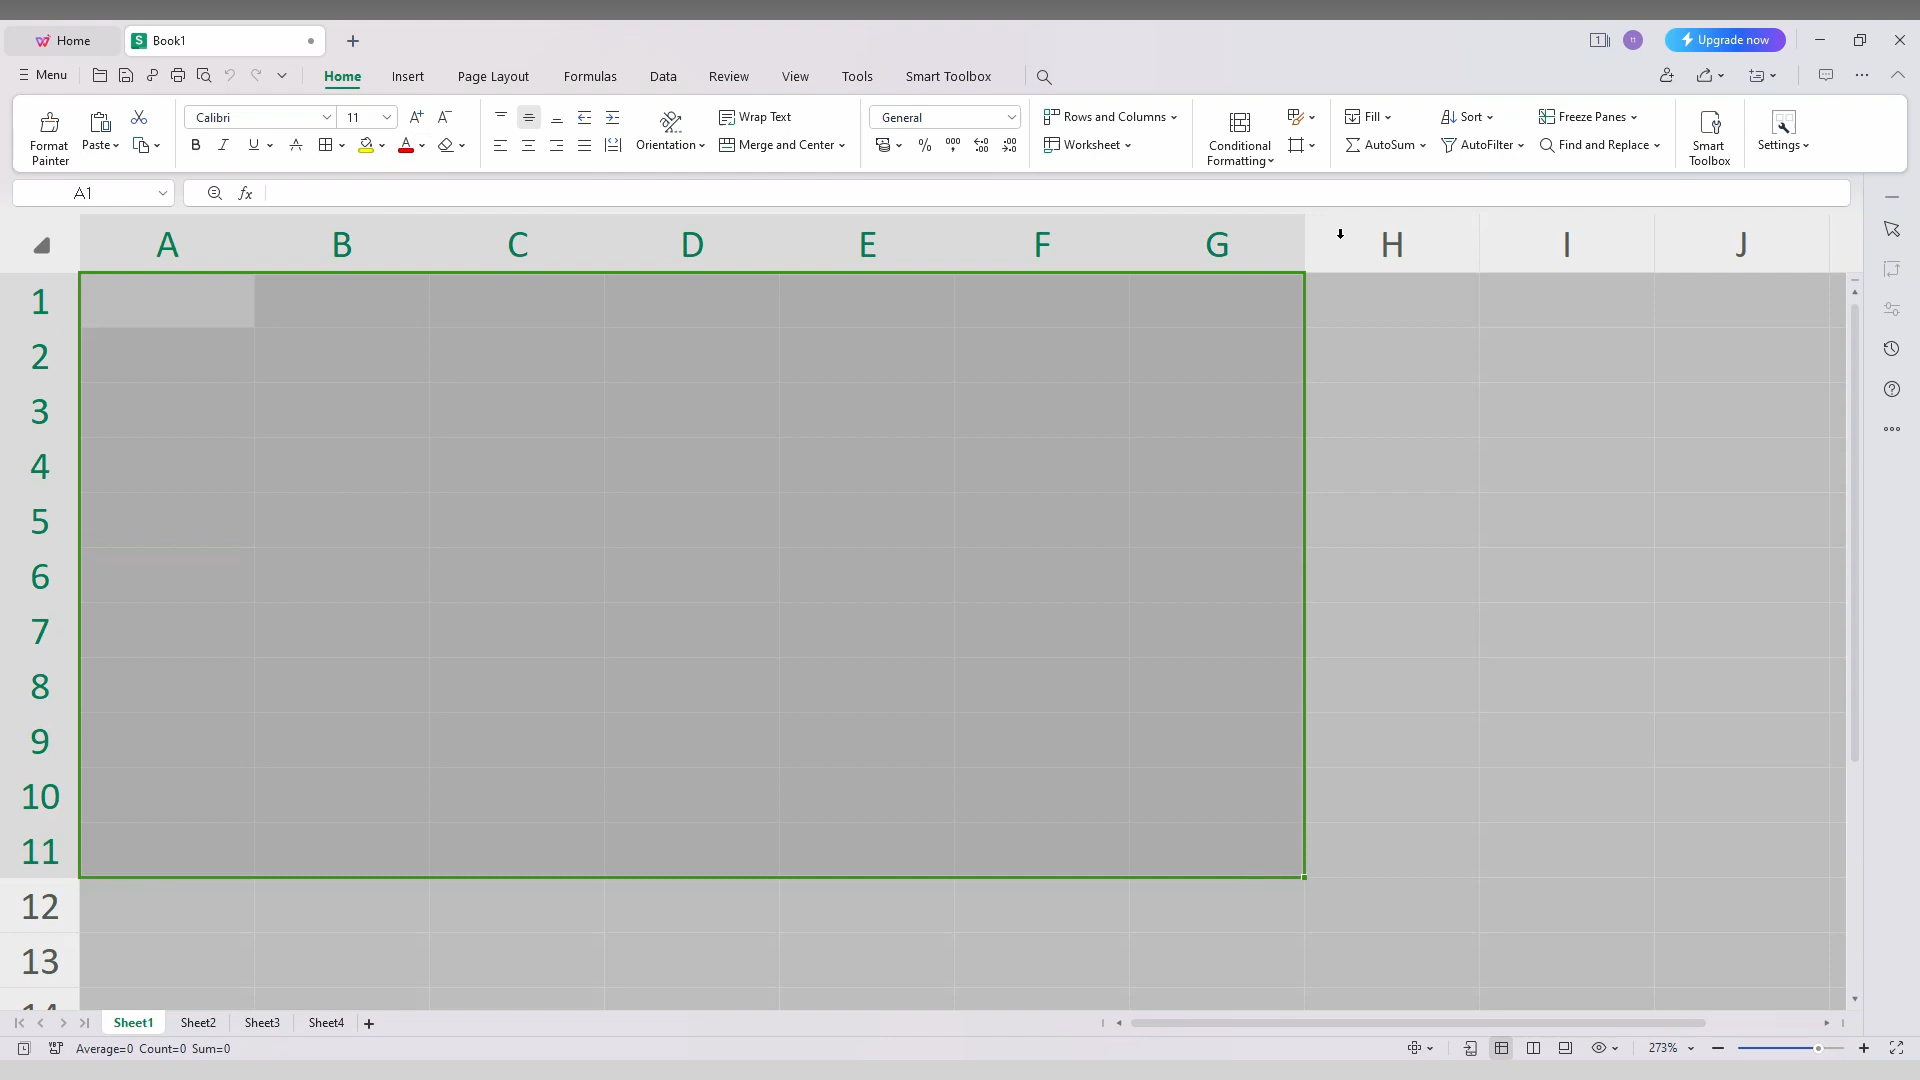 Home
Book1
Upgrade now
Menu
Home Insert Page Layout Formulas Data Review View Tools Smart Toolbox
Format
Painter
Paste
Calibri 11
Wrap Text
General
Rows and Columns
Fill
Sort
Freeze Panes
Orientation
Merge and Center
Worksheet
Conditional
Formatting
AutoSum
AutoFilter
Find and Replace
Smart
Toolbox
Settings
A1
fx
A B C D E F G H I J
1
2
3
4
5
6
7
8
9
10
11
12
13
14
Sheet1 Sheet2 Sheet3 Sheet4
Average=0 Count=0 Sum=0
273%